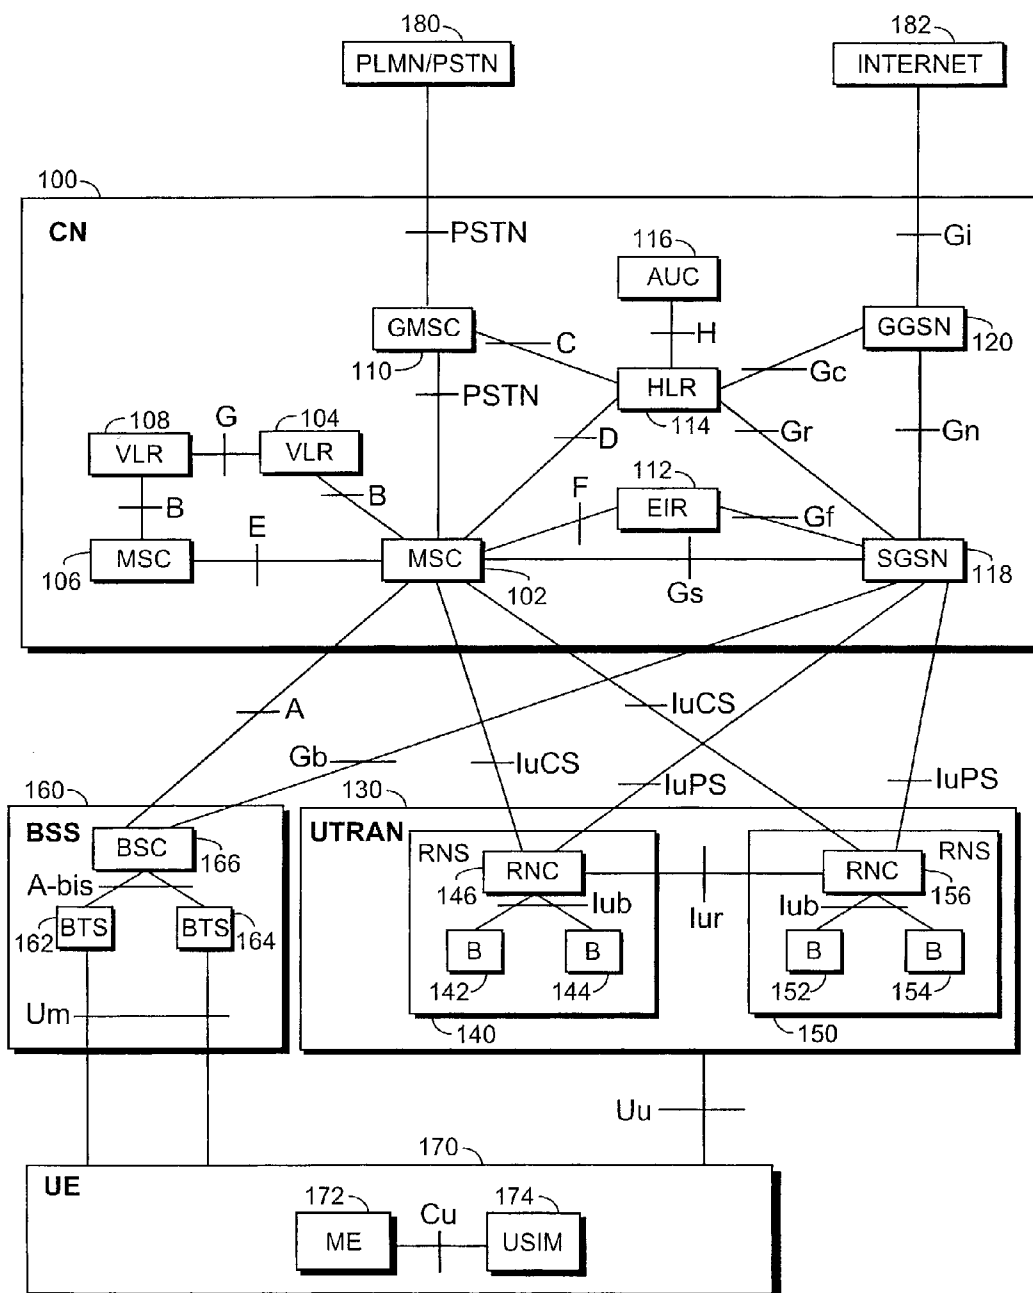 180
182
PLMN/PSTN
INTERNET
100
CN
PSTN
Gi
116
AUC
GMSC
C
H
GGSN
110
120
PSTN
HLR
Gc
114
108
G
104
D
Gr
Gn
VLR
VLR
112
B
B
F
EIR
Gf
E
MSC
MSC
SGSN
106
102
Gs
118
A
IuCS
Gb
IuCS
IuPS
IuPS
160
130
BSS
UTRAN
BSC
RNS
RNC
RNC
RNS
166
146
156
A-bis
Iub
Iur
Iub
BTS
BTS
162
164
B
B
B
B
142
144
152
154
Um
140
150
Uu
170
UE
172
174
Cu
ME
USIM